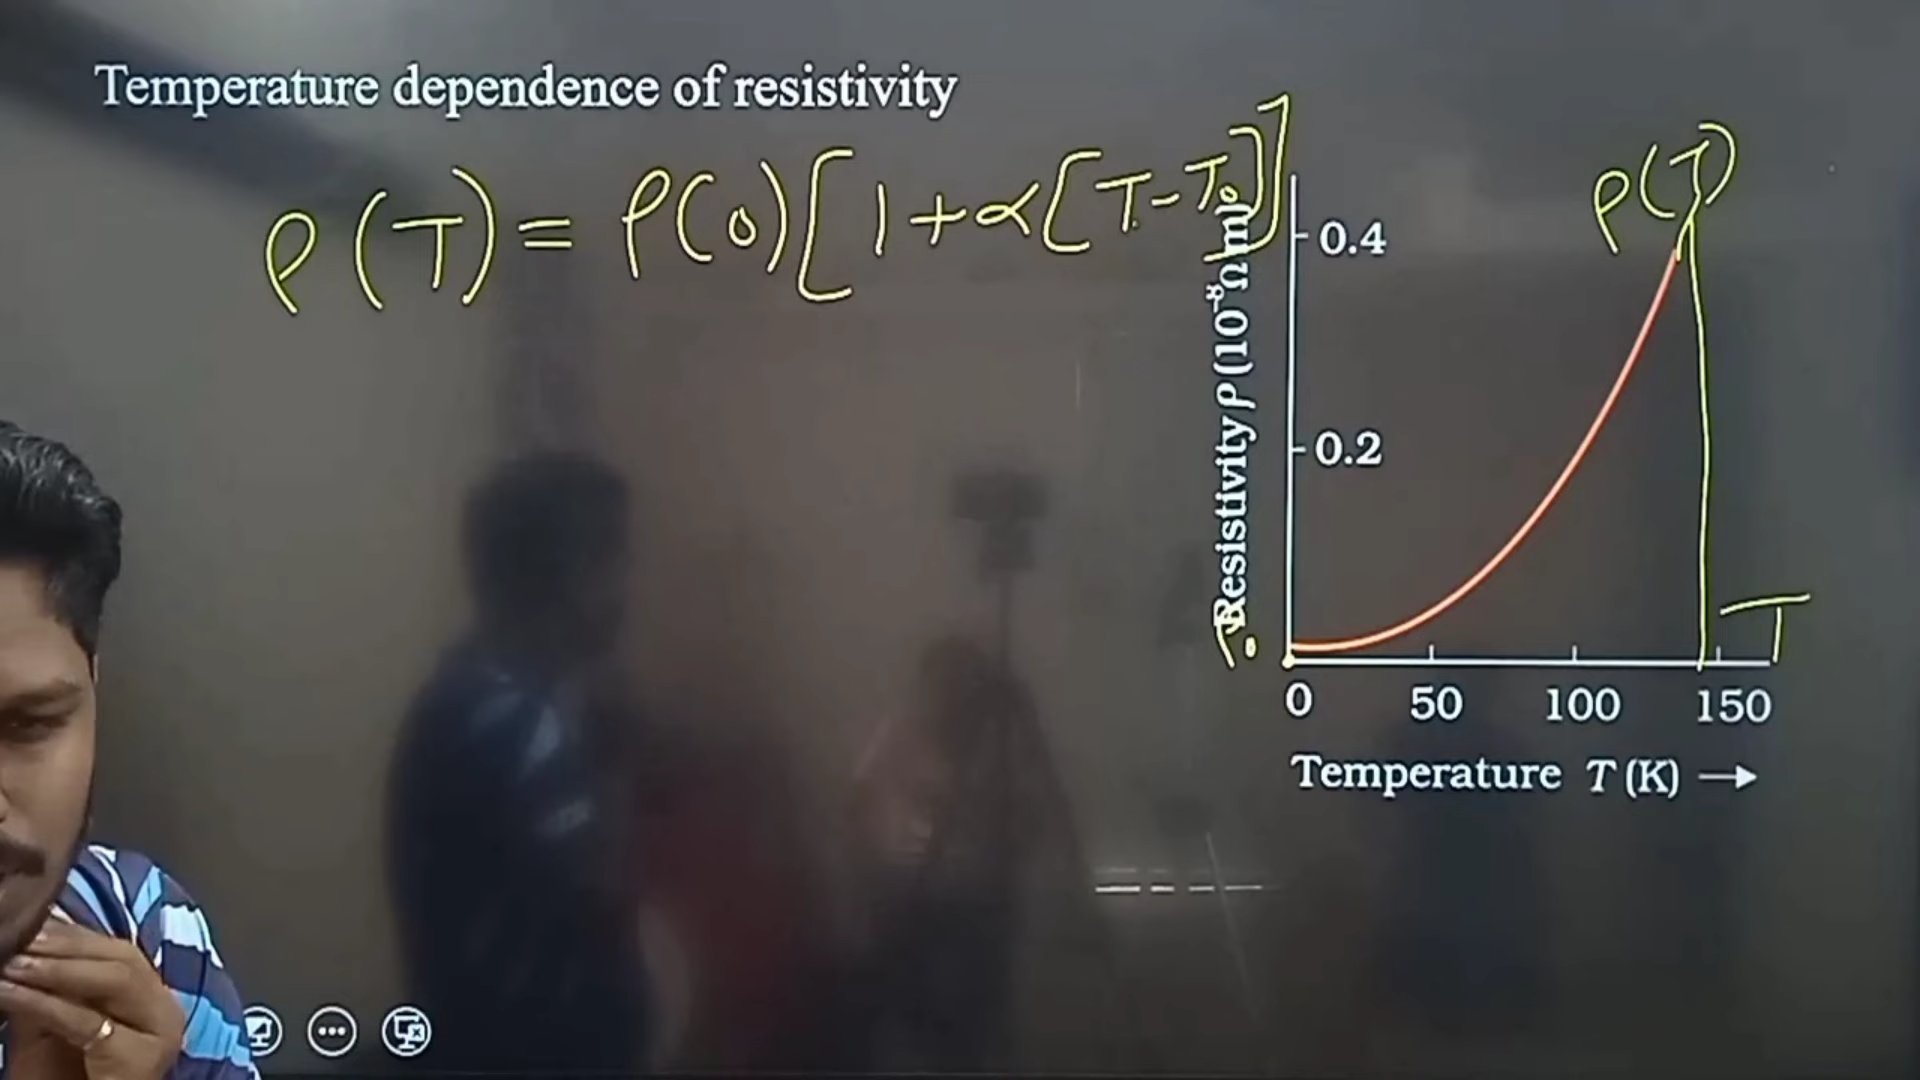 Temperature dependence of resistivity
ρ(T) = ρ(0)[1+α[T-T₀]]
ρ(T)
Resistivity ρ (10⁻⁸ Ω m)
0.4
0.2
T
0 50 100 150
Temperature T (K) →